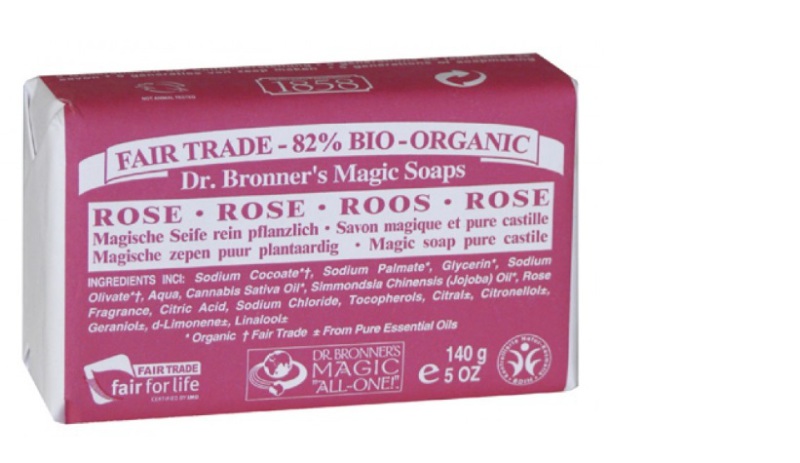 1858
FAIR TRADE - 82% BIO-ORGANIC
Dr. Bronner's Magic Soaps
ROSE · ROSE · ROOS · ROSE
Magische Seife rein pflanzlich · Savon magique et pure castille
Magische zepen puur plantaardig · Magic soap pure castile
INGREDIENTS INCI: Sodium Cocoate*†, Sodium Palmate*, Glycerin*, Sodium
Olivate*†, Aqua, Cannabis Sativa Oil*, Simmondsia Chinensis (Jojoba) Oil*, Rose
Fragrance, Citric Acid, Sodium Chloride, Tocopherols, Citral±, Citronellol±,
Geraniol±, d-Limonene±, Linalool±
* Organic † Fair Trade ± From Pure Essential Oils
FAIR TRADE
fair for life
CERTIFIED BY IMO
DR. BRONNER'S
MAGIC
"ALL-ONE!"
140 g
e 5 OZ
BDIH